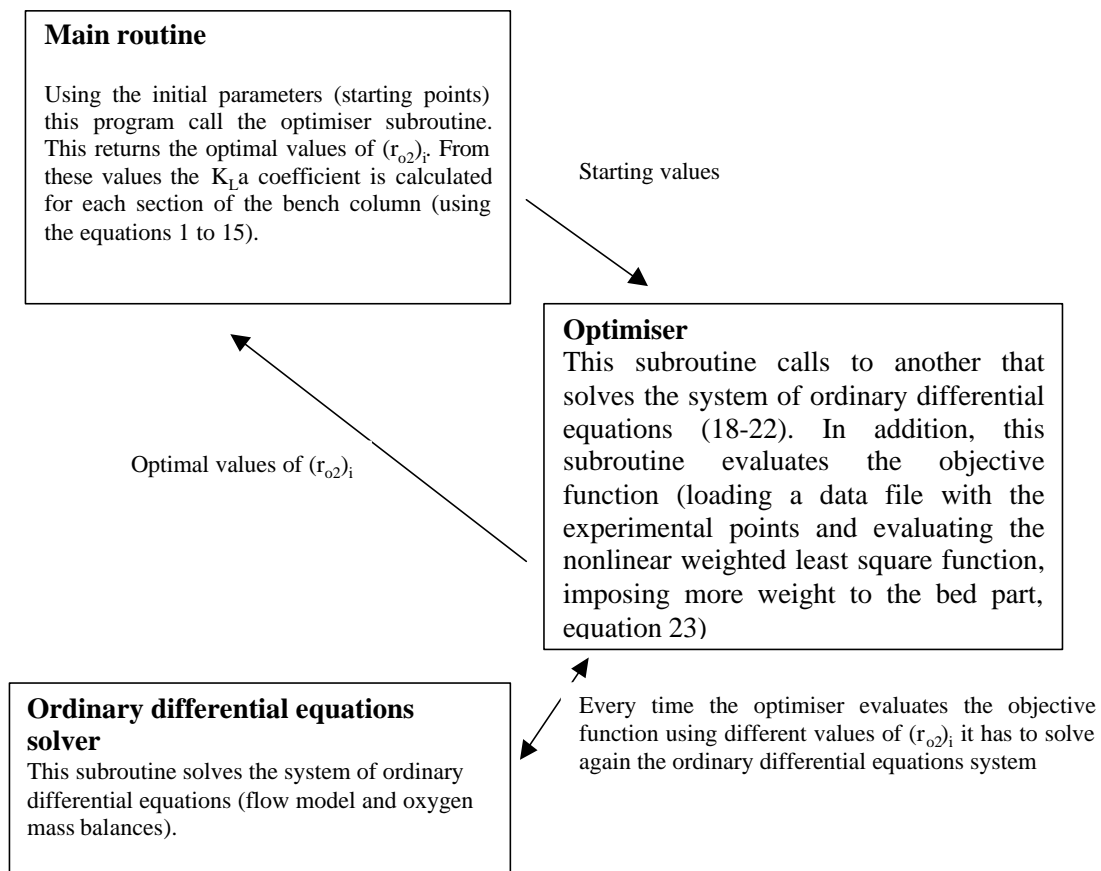 Main routine
Using the initial parameters (starting points)
this program call the optimiser subroutine.
This returns the optimal values of (ro2)i. From
these values the KLa coefficient is calculated
for each section of the bench column (using
the equations 1 to 15).
Starting values
Optimiser
This subroutine calls to another that
solves the system of ordinary differential
equations (18-22). In addition, this
subroutine evaluates the objective
function (loading a data file with the
experimental points and evaluating the
nonlinear weighted least square function,
imposing more weight to the bed part,
equation 23)
Optimal values of (ro2)i
Ordinary differential equations
solver
This subroutine solves the system of ordinary
differential equations (flow model and oxygen
mass balances).
Every time the optimiser evaluates the objective
function using different values of (ro2)i it has to solve
again the ordinary differential equations system